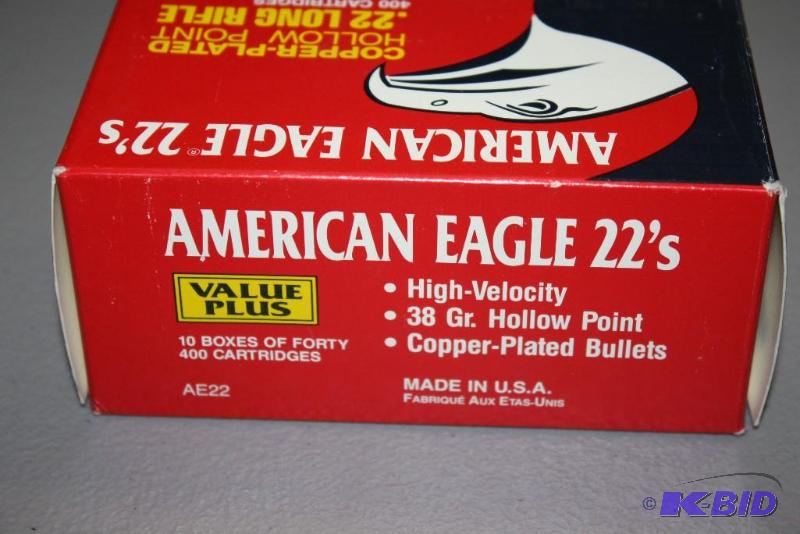 400 CARTRIDGES
.22 LONG RIFLE
HOLLOW POINT
COPPER-PLATED
AMERICAN EAGLE® 22's
AMERICAN EAGLE 22's
VALUE PLUS
10 BOXES OF FORTY
400 CARTRIDGES
AE22
• High-Velocity
• 38 Gr. Hollow Point
• Copper-Plated Bullets
MADE IN U.S.A.
FABRIQUÉ AUX ETAS-UNIS
© K-BID